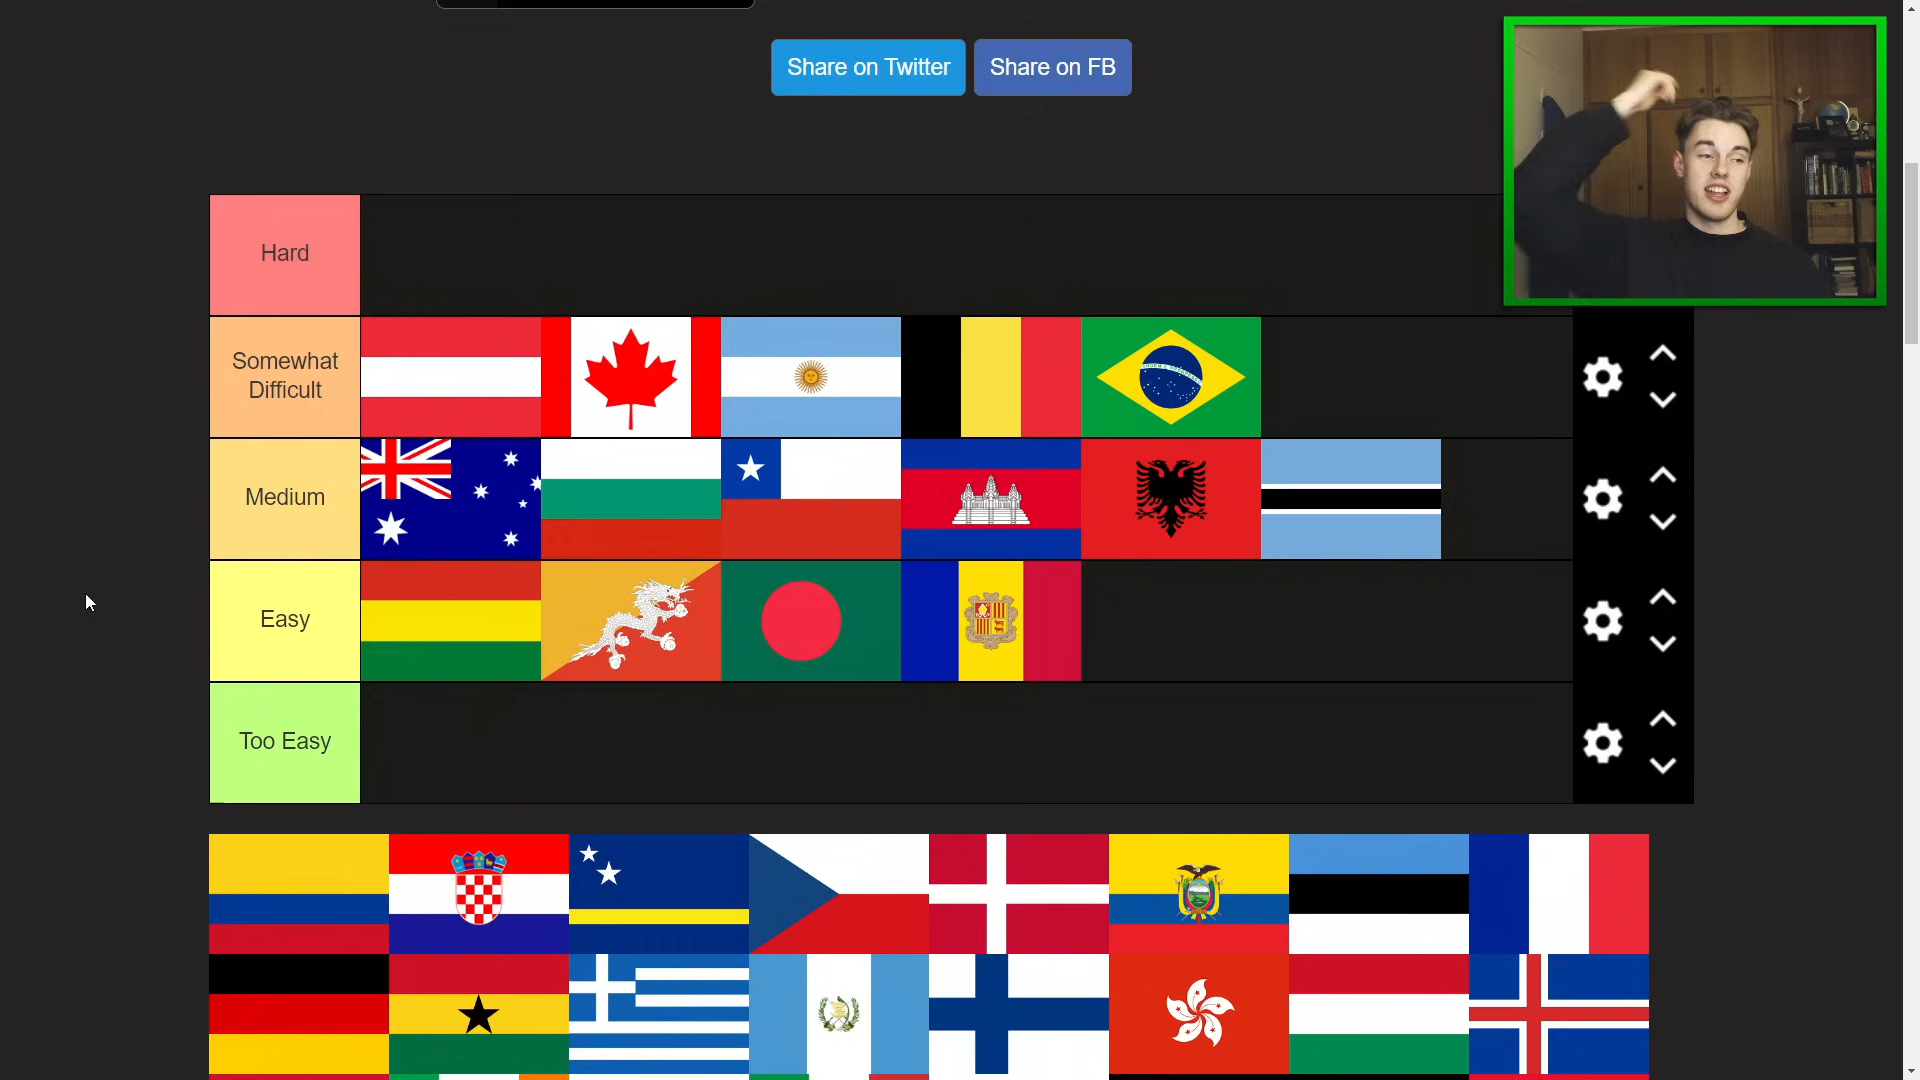 Share on Twitter
Share on FB
Hard
Somewhat
Difficult
Medium
Easy
Too Easy